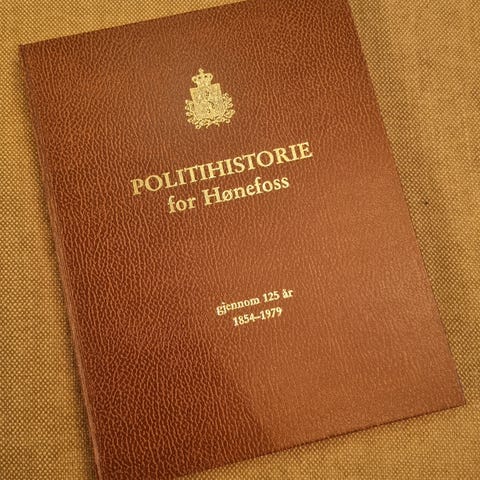 POLITIHISTORIE
for Hønefoss
gjennom 125 år
1854–1979